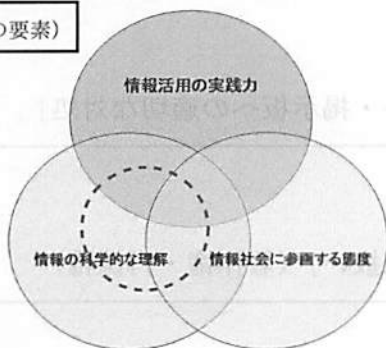 の要素）
情報活用の実践力
情報の科学的な理解
情報社会に参画する態度